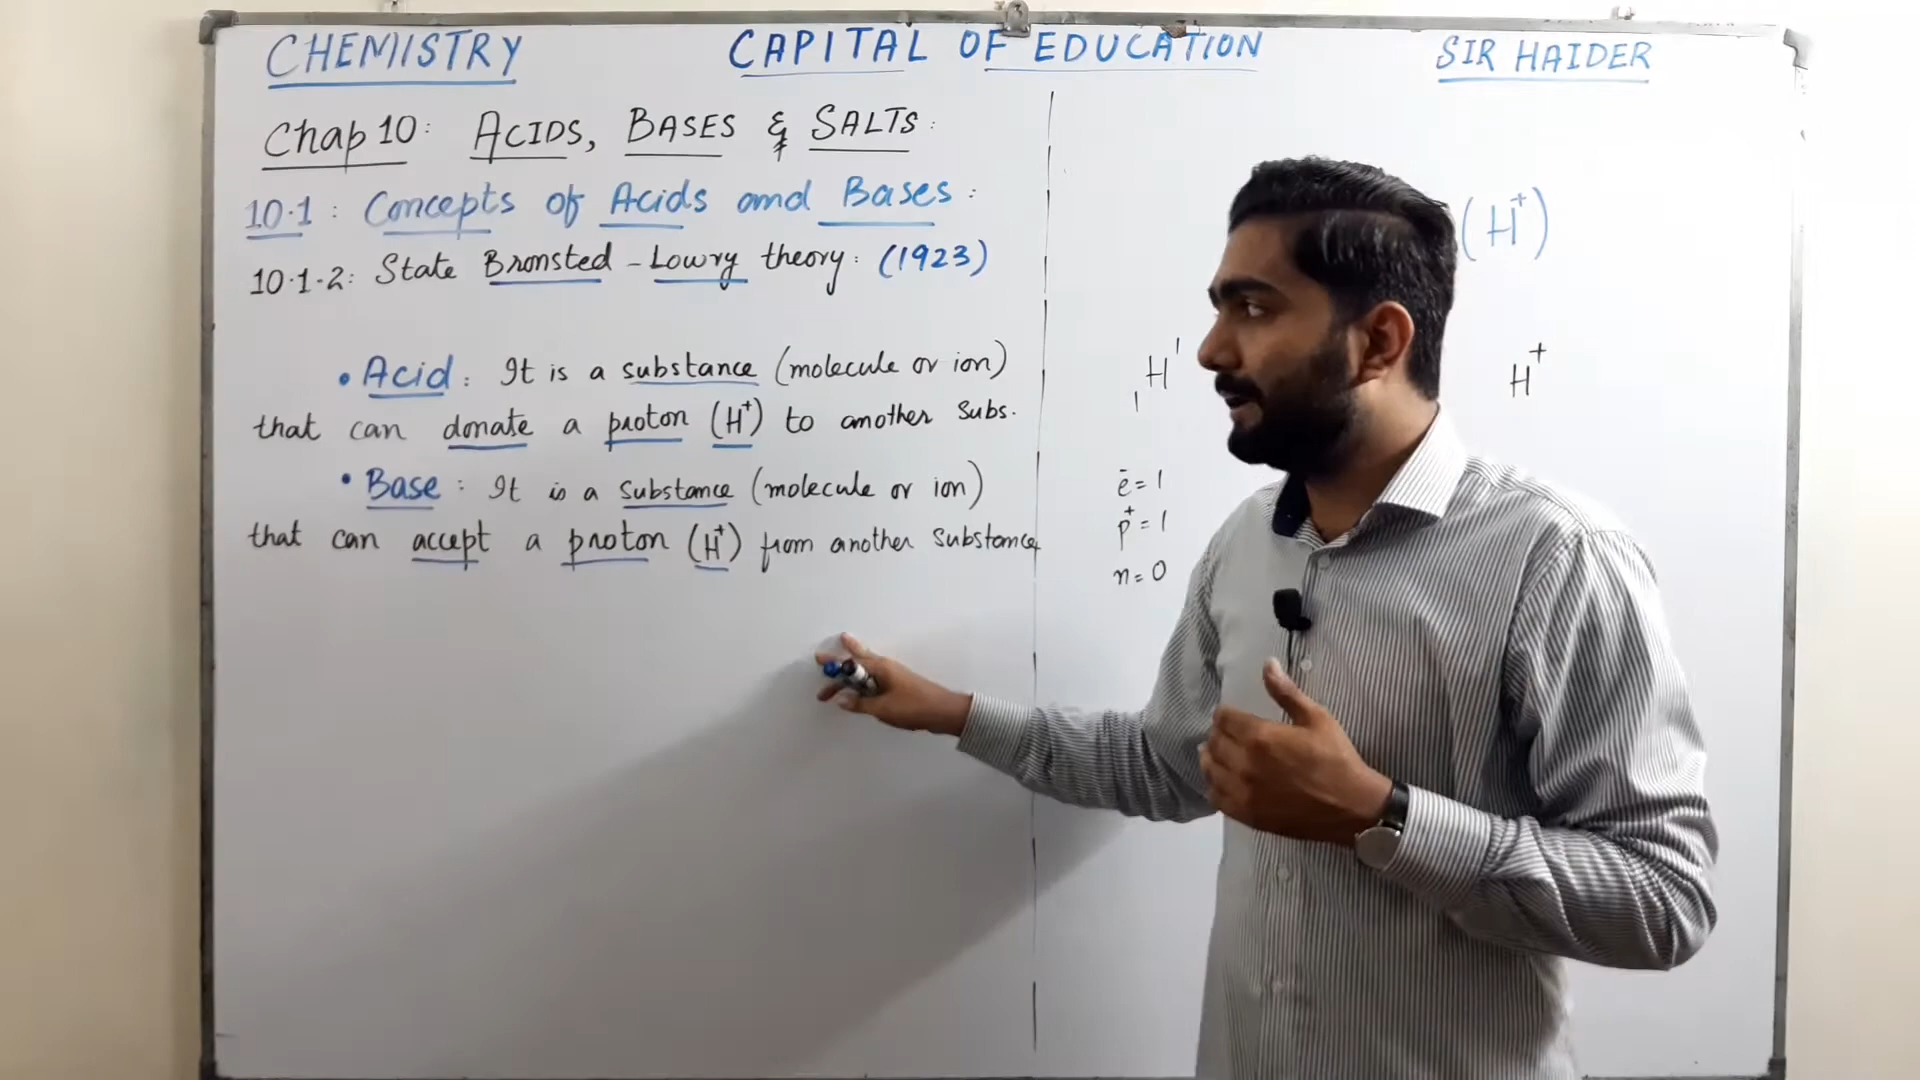 CHEMISTRY CAPITAL OF EDUCATION SIR HAIDER
Chap 10: ACIDS, BASES & SALTS:
10.1: Concepts of Acids and Bases:
10.1.2: State Bronsted-Lowry theory: (1923)
• Acid: It is a substance (molecule or ion)
that can donate a proton (H⁺) to another Subs.
• Base: It is a substance (molecule or ion)
that can accept a proton (H⁺) from another Substance
(H⁺)
₁H¹
H⁺
e⁻ = 1
p⁺ = 1
n = 0